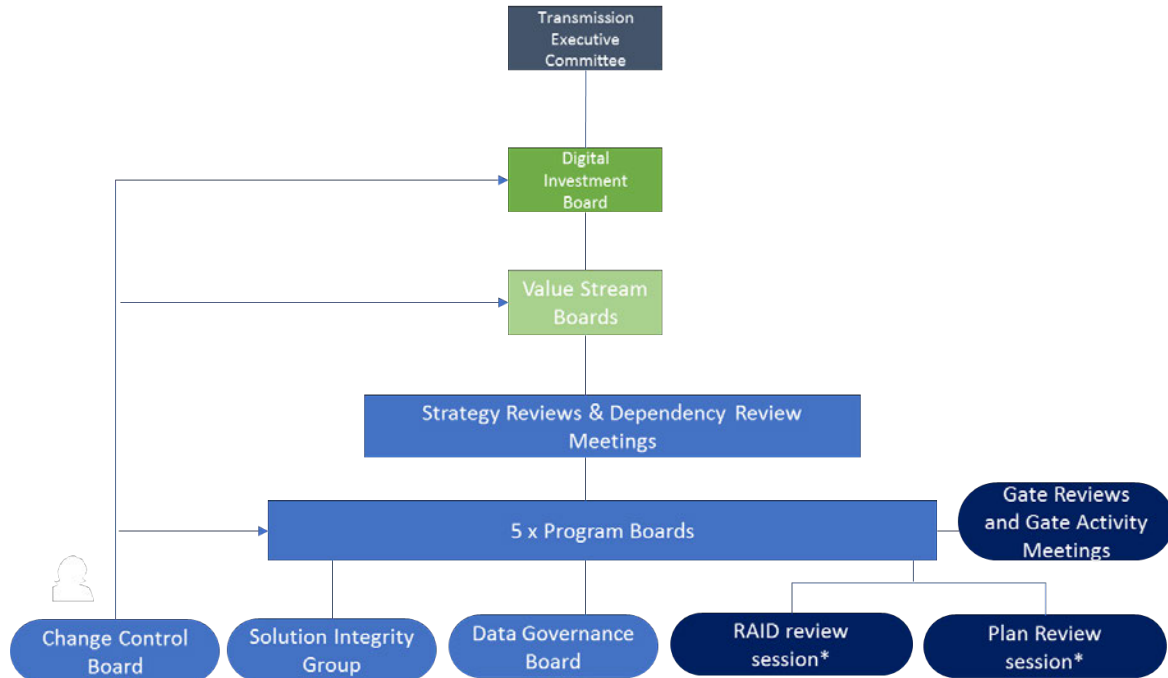 Transmission
Executive
Committee
Digital
Investment
Board
Value Stream
Boards
Strategy Reviews & Dependency Review
Meetings
5 x Program Boards
Gate Reviews
and Gate Activity
Meetings
Change Control
Board
Solution Integrity
Group
Data Governance
Board
RAID review
session*
Plan Review
session*